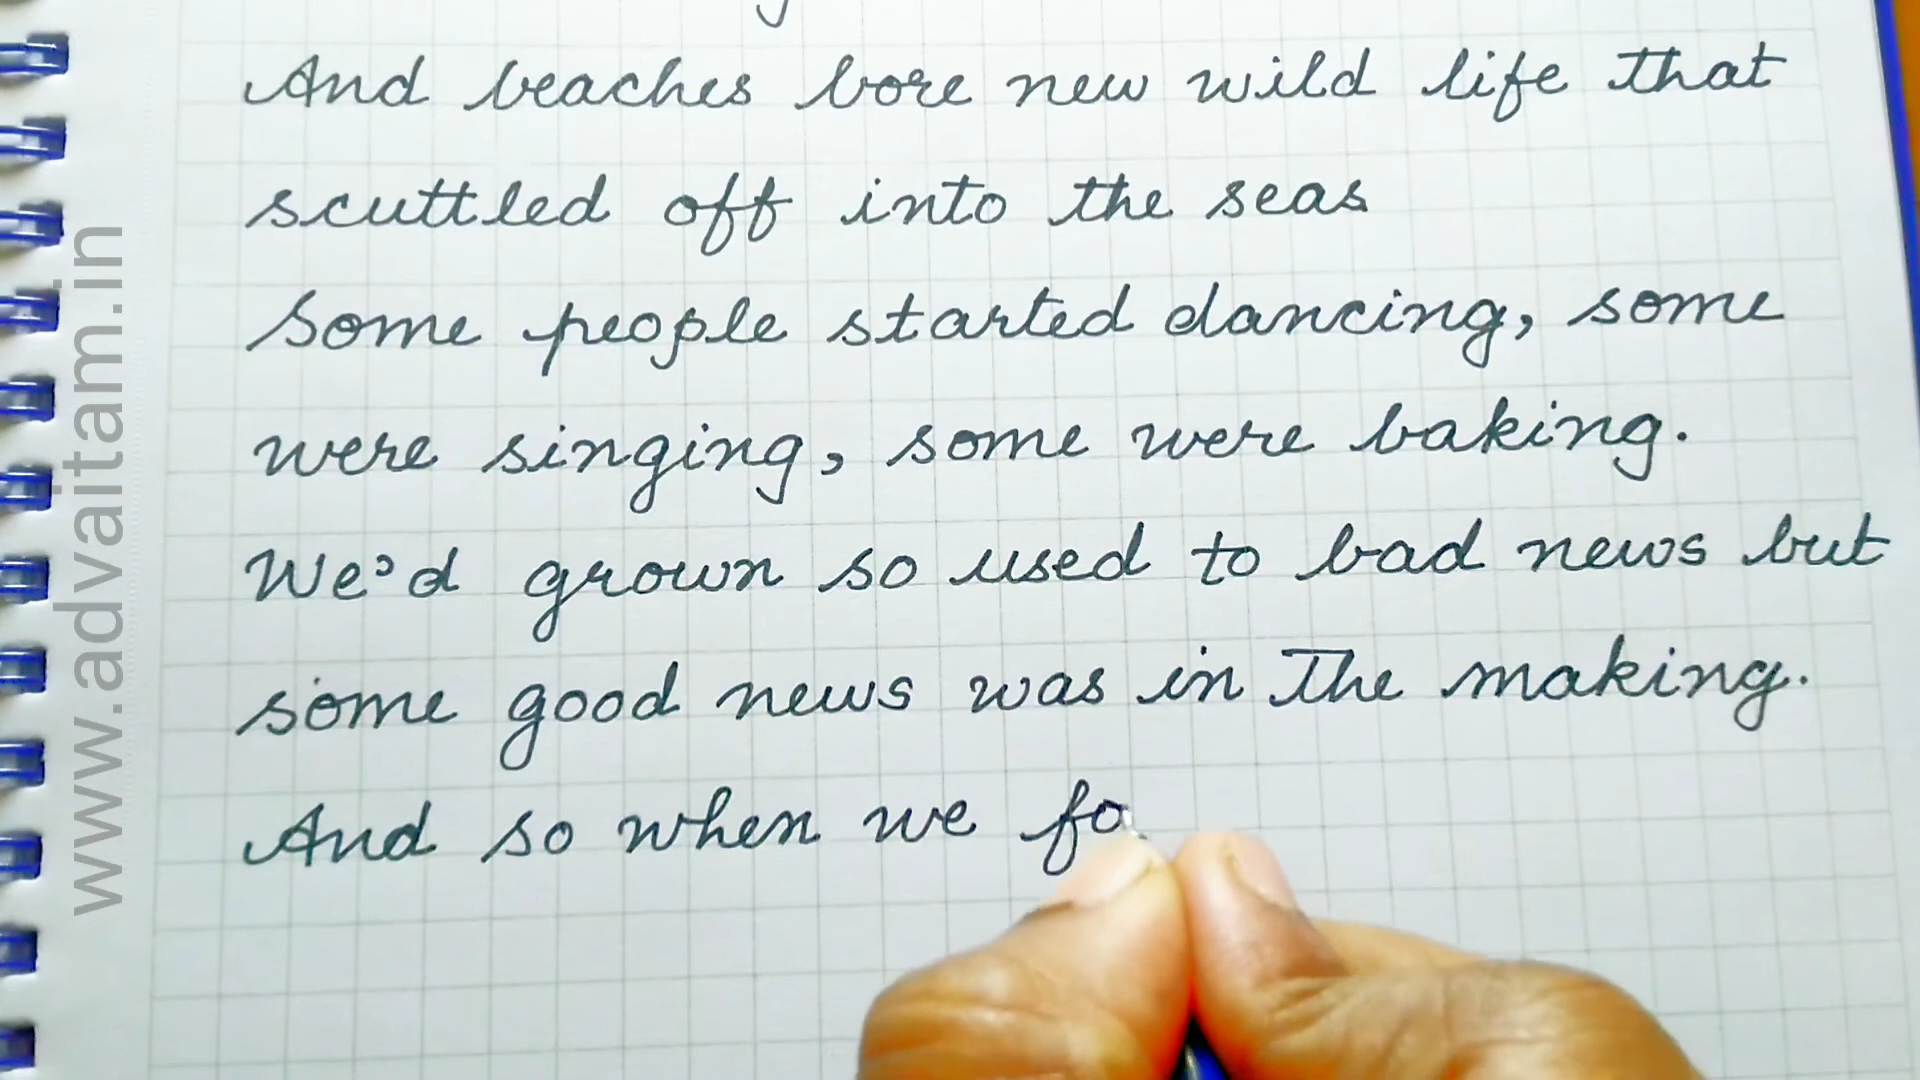 And beaches bore new wild life that
scuttled off into the seas
Some people started dancing, some
were singing, some were baking.
We'd grown so used to bad news but
some good news was in The making.
And so when we fo
www.advaitam.in